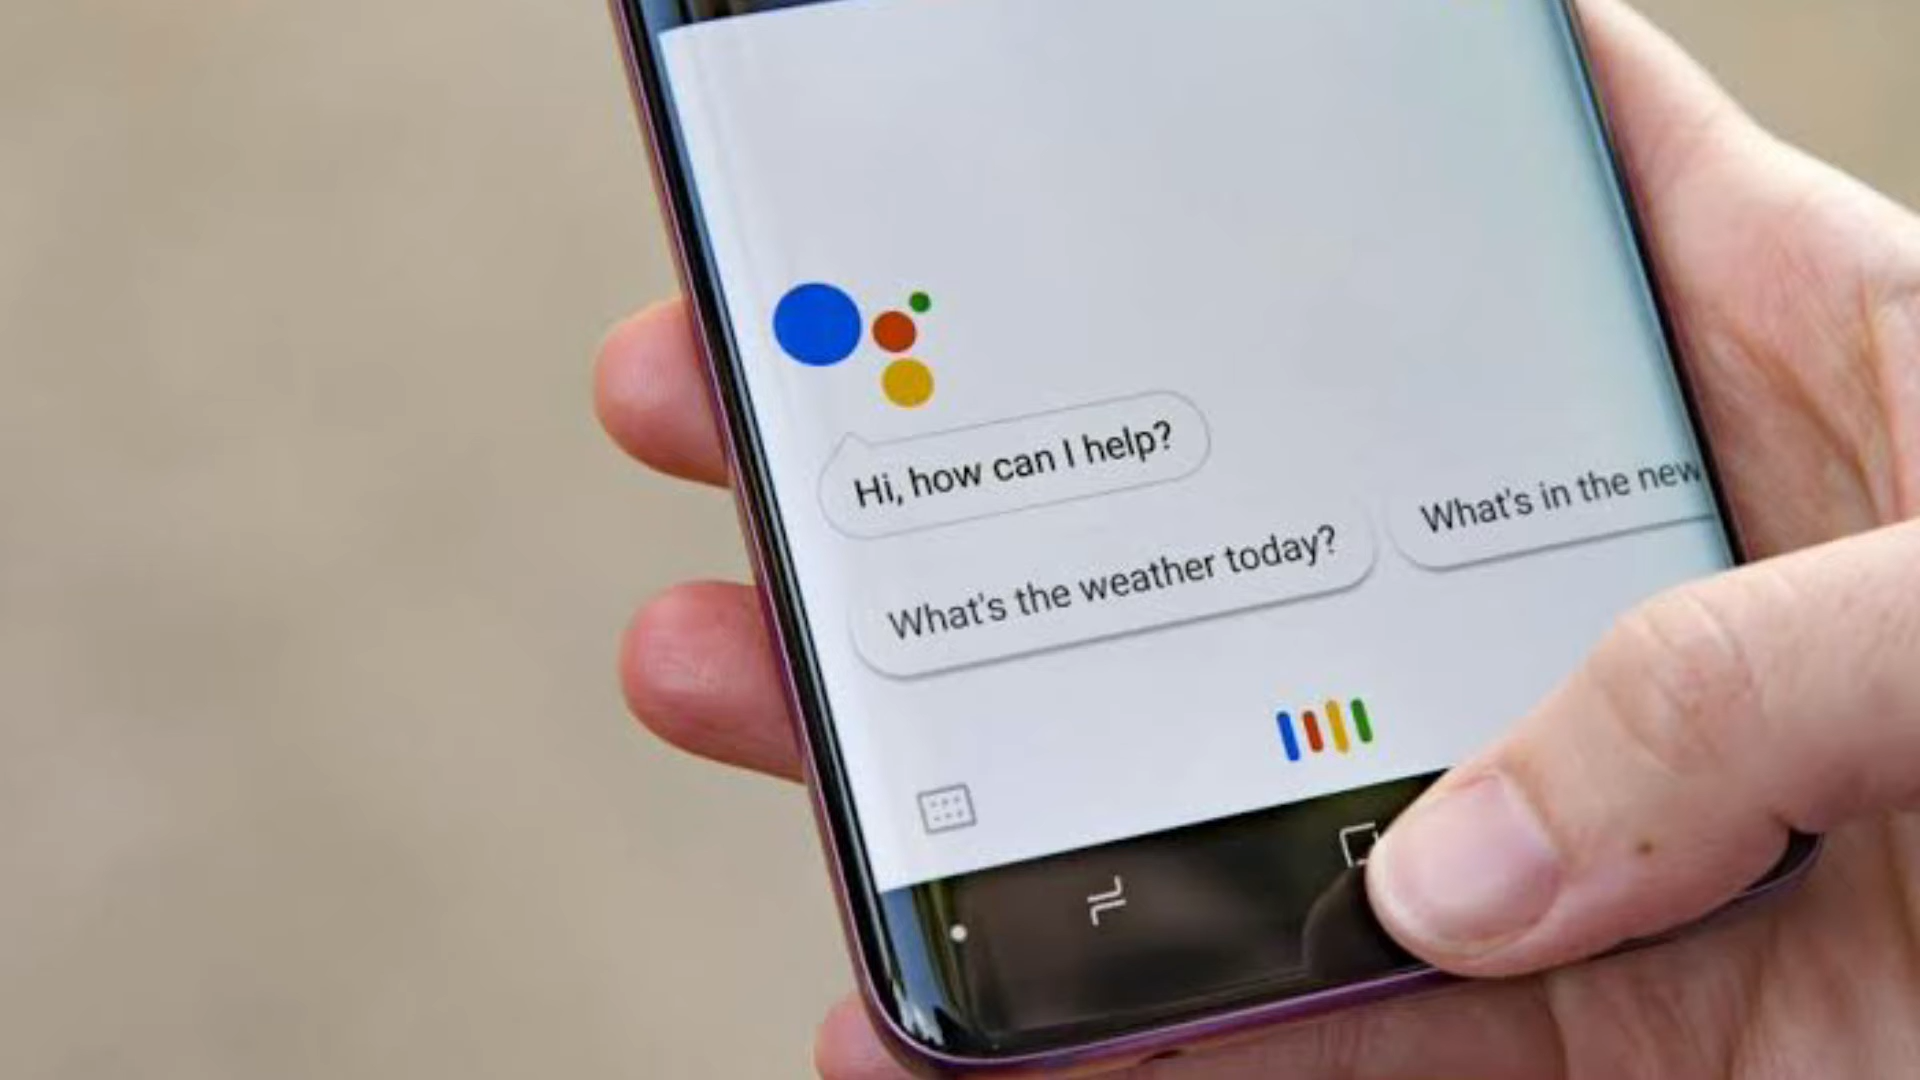 Hi, how can I help?
What's the weather today?
What's in the new